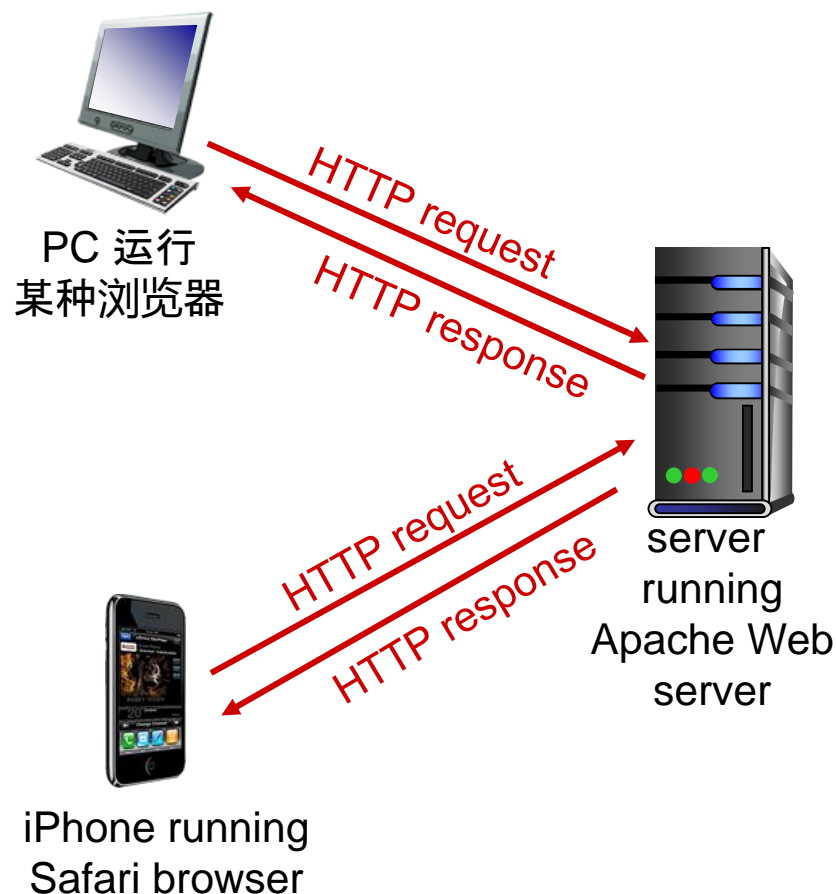 HTTP request
HTTP response
PC 运行
某种浏览器
HTTP request
HTTP response
server
running
Apache Web
server
iPhone running
Safari browser